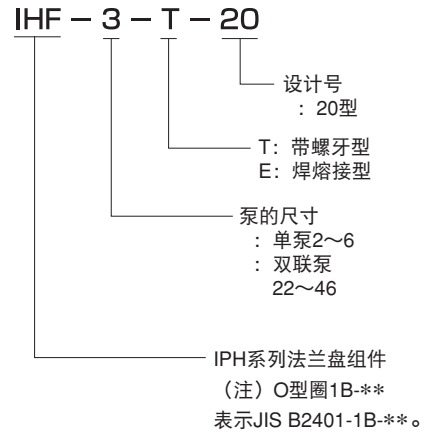 IHF － 3 － T － 20
设计号
：20型
T：带螺牙型
E：焊熔接型
泵的尺寸
：单泵2～6
：双联泵
22～46
IPH系列法兰盘组件
（注）O型圈1B-**
表示JIS B2401-1B-**。